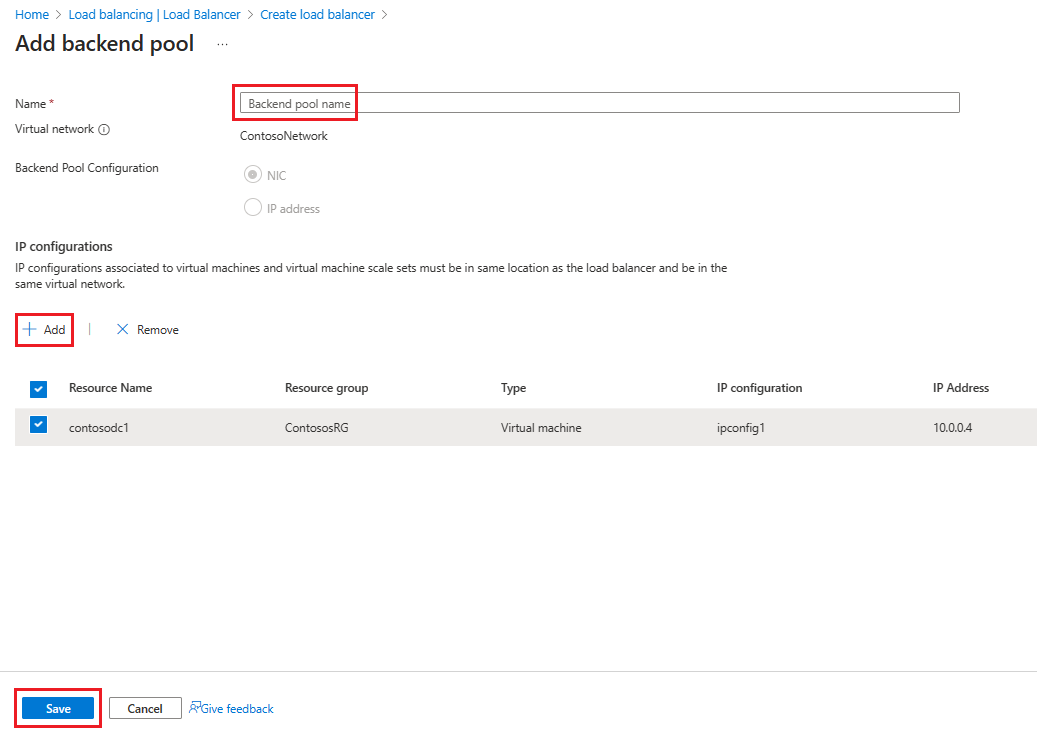 Home > Load balancing | Load Balancer > Create load balancer >
Add backend pool ...
Name * Backend pool name
Virtual network ContosoNetwork
Backend Pool Configuration NIC
IP address
IP configurations
IP configurations associated to virtual machines and virtual machine scale sets must be in same location as the load balancer and be in the
same virtual network.
+ Add | Remove
Resource Name Resource group Type IP configuration IP Address
contosodc1 ContososRG Virtual machine ipconfig1 10.0.0.4
Save Cancel Give feedback